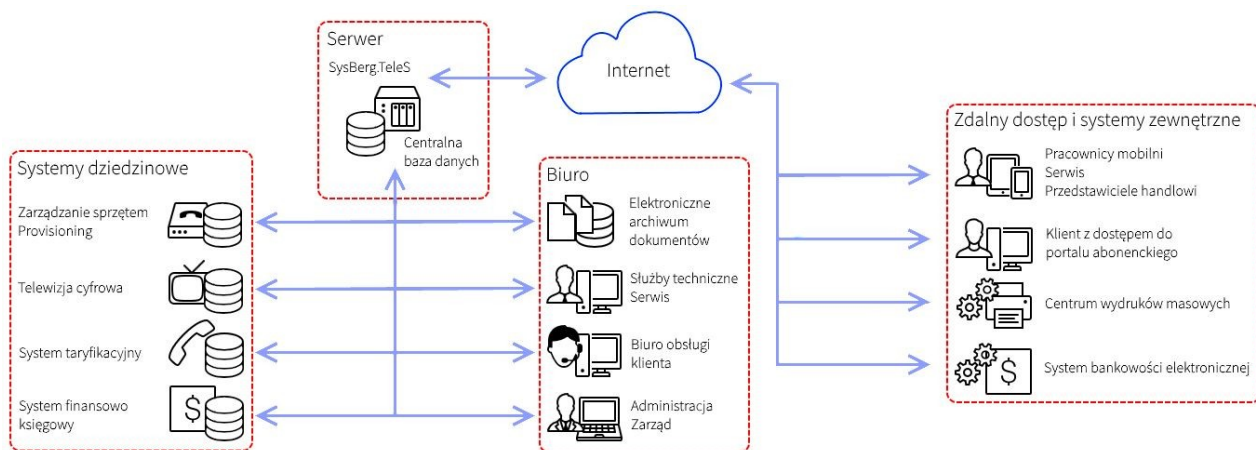 Serwer
SysBerg.TeleS
Centralna
baza danych
Internet
Systemy dziedzinowe
Zarządzanie sprzętem
Provisioning
Telewizja cyfrowa
System taryfikacyjny
System finansowo
księgowy
$
Biuro
Elektroniczne
archiwum
dokumentów
Służby techniczne
Serwis
Biuro obsługi
klienta
Administracja
Zarząd
Zdalny dostęp i systemy zewnętrzne
Pracownicy mobilni
Serwis
Przedstawiciele handlowi
Klient z dostępem do
portalu abonenckiego
Centrum wydruków masowych
System bankowości elektronicznej
$